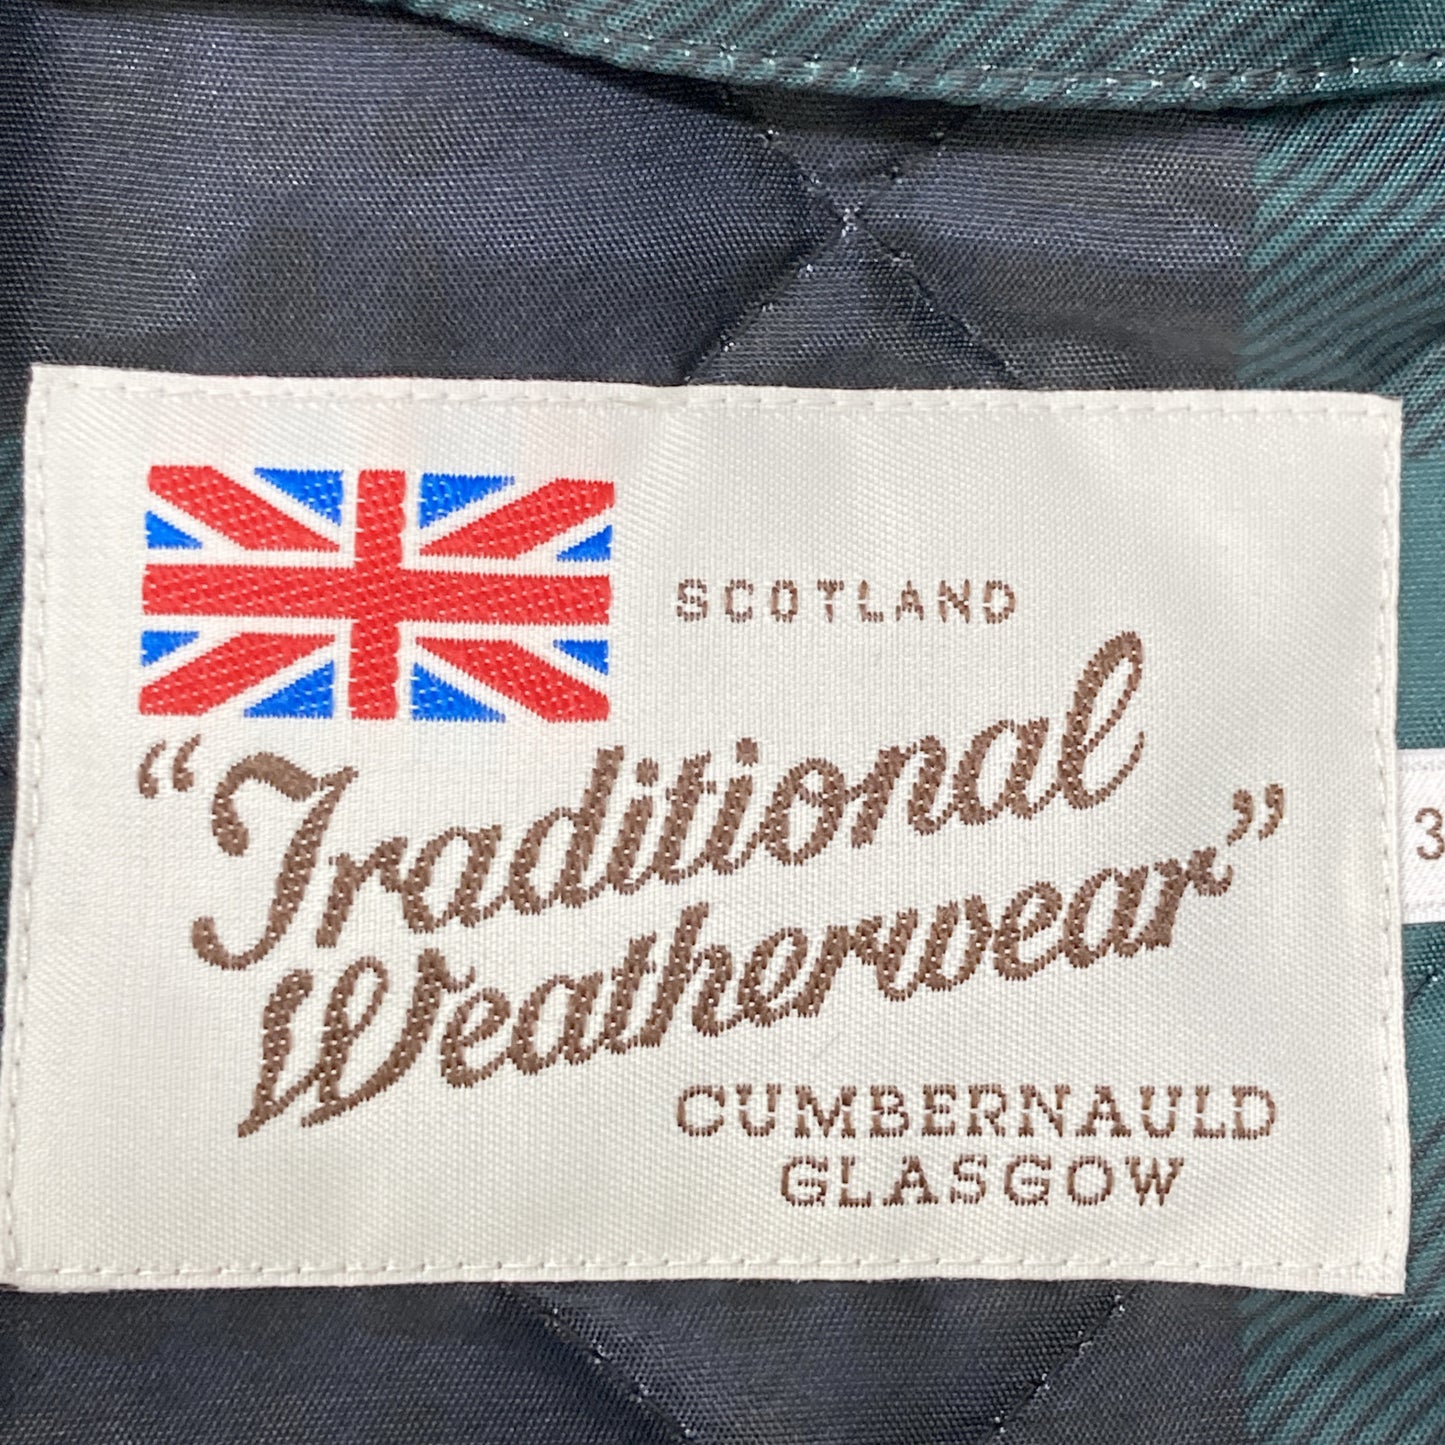 SCOTLAND
“Traditional
Weatherwear”
CUMBERNAULD
GLASGOW